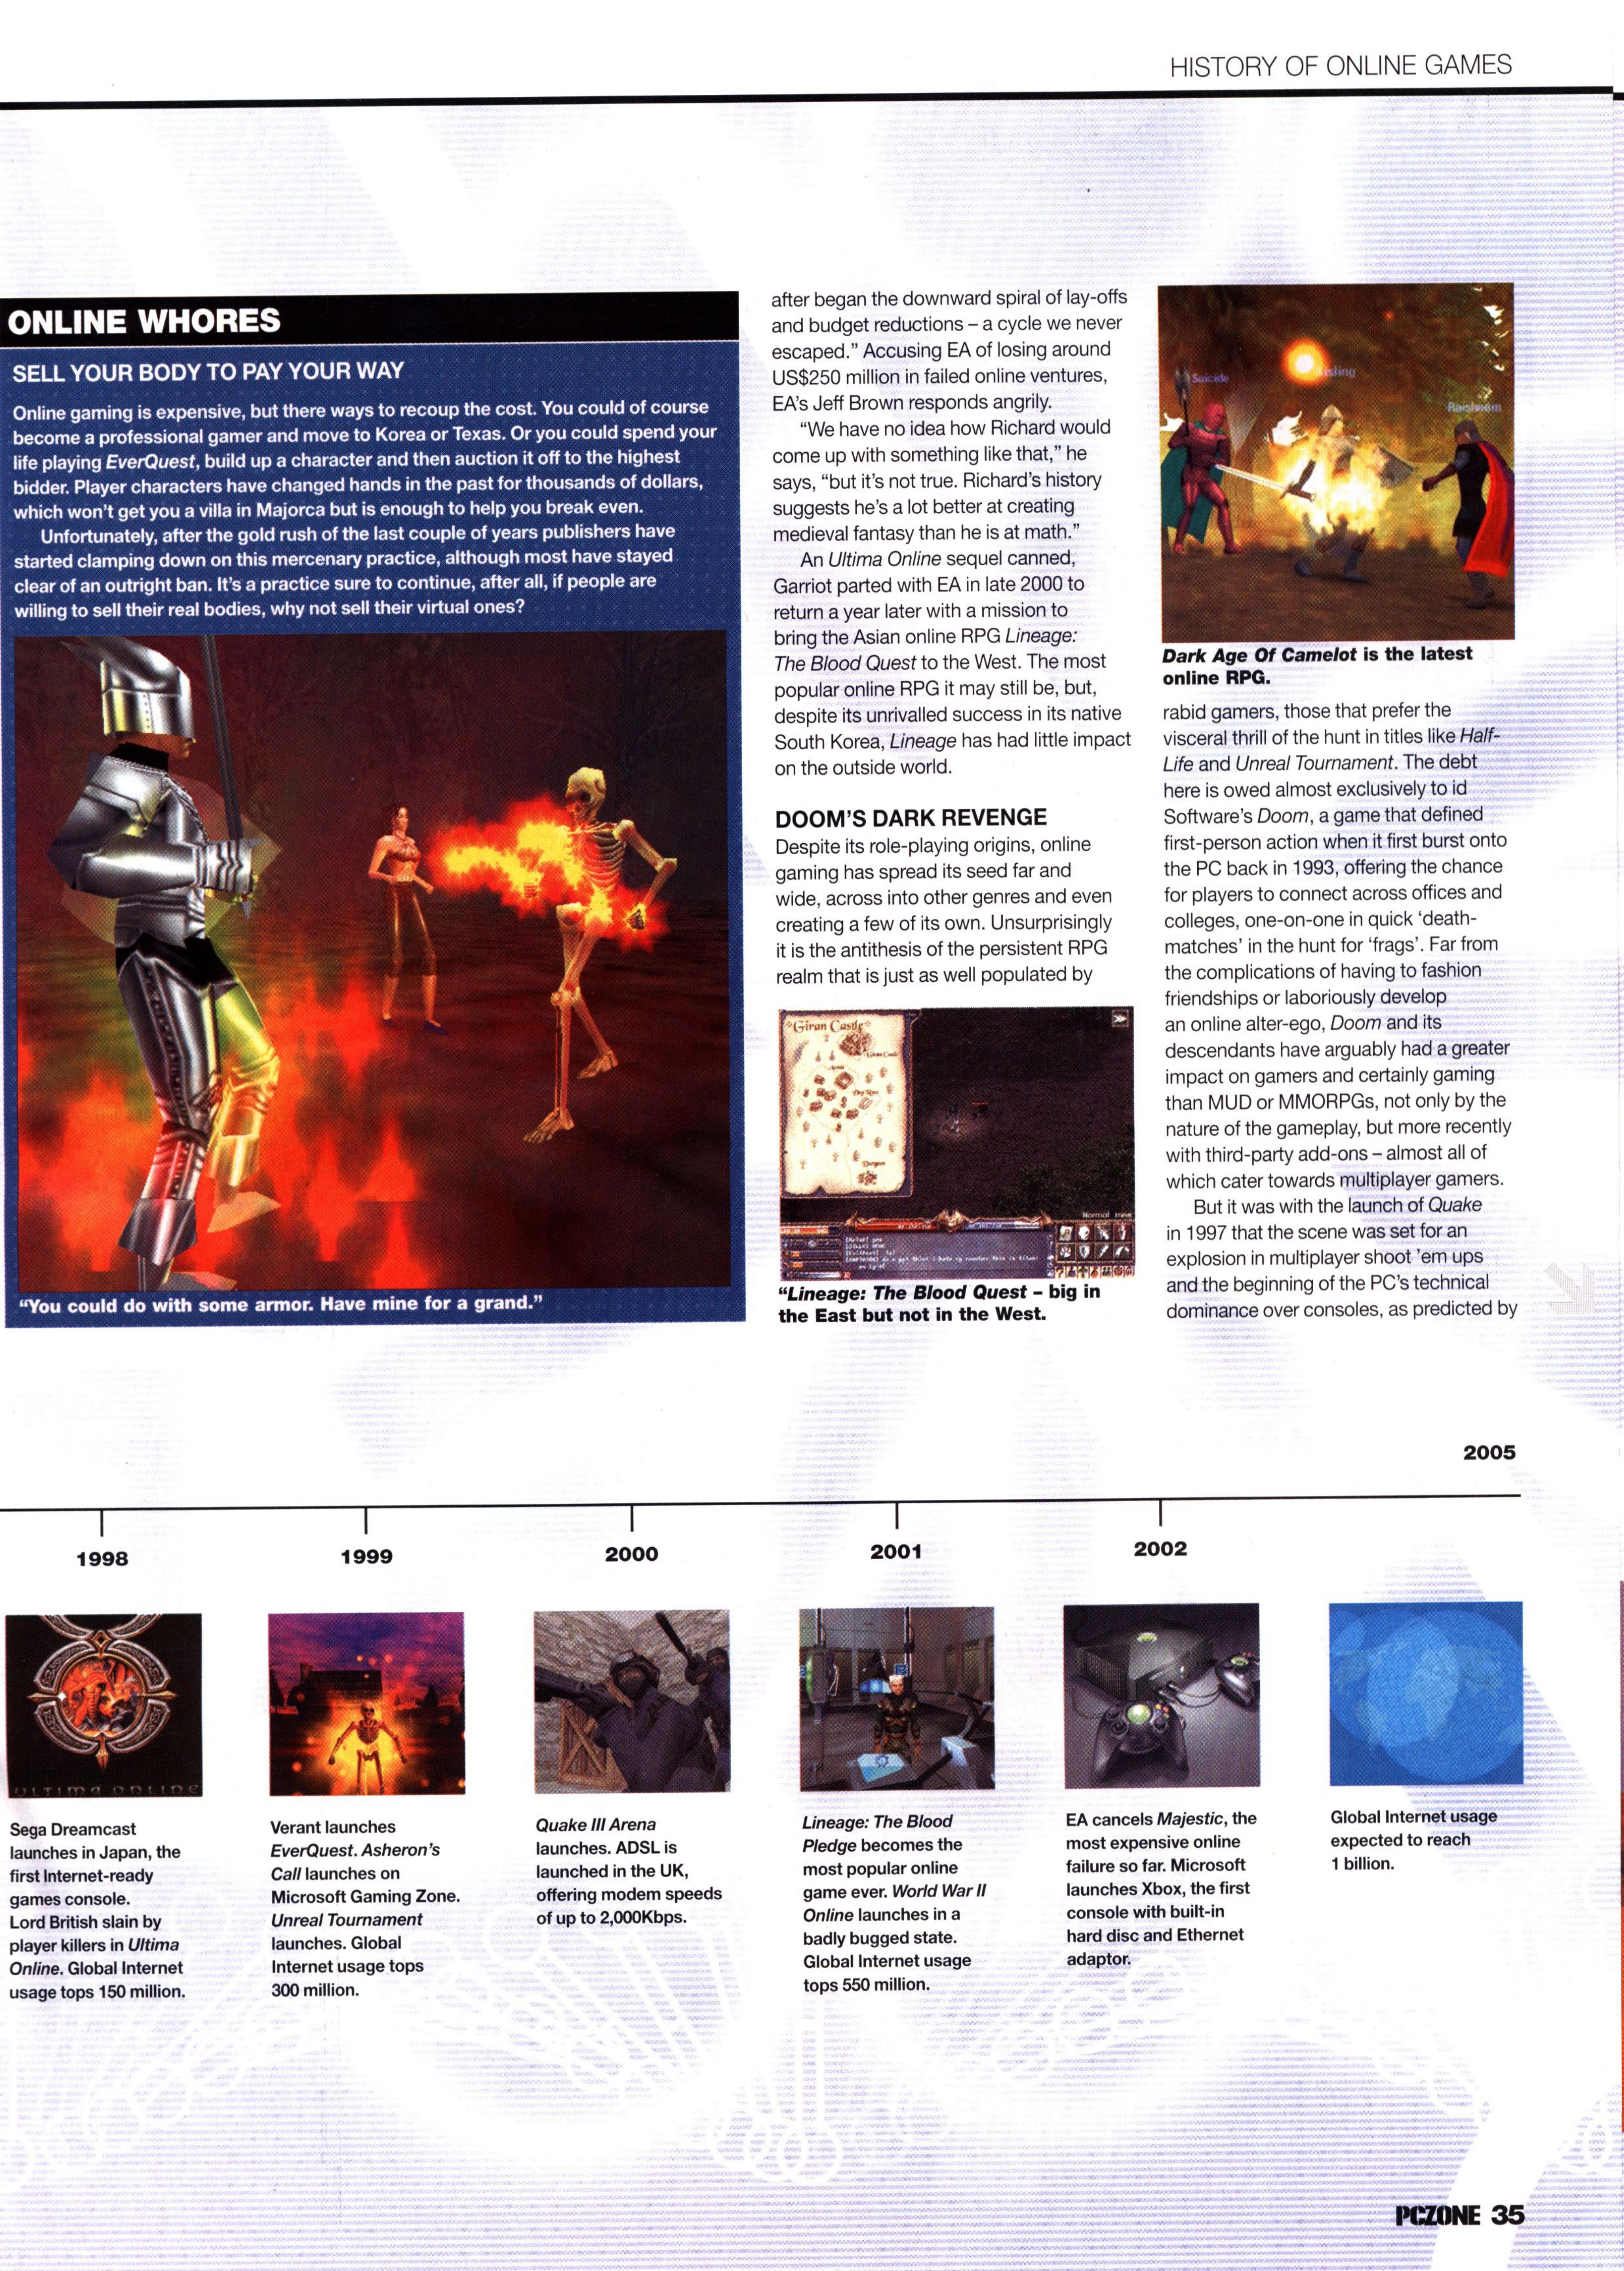 HISTORY OF ONLINE GAMES
ONLINE WHORES
SELL YOUR BODY TO PAY YOUR WAY
Online gaming is expensive, but there ways to recoup the cost. You could of course
become a professional gamer and move to Korea or Texas. Or you could spend your
life playing EverQuest, build up a character and then auction it off to the highest
bidder. Player characters have changed hands in the past for thousands of dollars,
which won't get you a villa in Majorca but is enough to help you break even.
Unfortunately, after the gold rush of the last couple of years publishers have
started clamping down on this mercenary practice, although most have stayed
clear of an outright ban. It's a practice sure to continue, after all, if people are
willing to sell their real bodies, why not sell their virtual ones?
"You could do with some armor. Have mine for a grand."
after began the downward spiral of lay-offs
and budget reductions – a cycle we never
escaped." Accusing EA of losing around
US$250 million in failed online ventures,
EA's Jeff Brown responds angrily.
"We have no idea how Richard would
come up with something like that," he
says, "but it's not true. Richard's history
suggests he's a lot better at creating
medieval fantasy than he is at math."
An Ultima Online sequel canned,
Garriot parted with EA in late 2000 to
return a year later with a mission to
bring the Asian online RPG Lineage:
The Blood Quest to the West. The most
popular online RPG it may still be, but,
despite its unrivalled success in its native
South Korea, Lineage has had little impact
on the outside world.
DOOM'S DARK REVENGE
Despite its role-playing origins, online
gaming has spread its seed far and
wide, across into other genres and even
creating a few of its own. Unsurprisingly
it is the antithesis of the persistent RPG
realm that is just as well populated by
Giran Castle
Giran Castle
Arena
Dungeon
Normal zone
"Lineage: The Blood Quest – big in
the East but not in the West.
Suicide
Aisling
Dark Age Of Camelot is the latest
online RPG.
rabid gamers, those that prefer the
visceral thrill of the hunt in titles like Half-
Life and Unreal Tournament. The debt
here is owed almost exclusively to id
Software's Doom, a game that defined
first-person action when it first burst onto
the PC back in 1993, offering the chance
for players to connect across offices and
colleges, one-on-one in quick 'death-
matches' in the hunt for 'frags'. Far from
the complications of having to fashion
friendships or laboriously develop
an online alter-ego, Doom and its
descendants have arguably had a greater
impact on gamers and certainly gaming
than MUD or MMORPGs, not only by the
nature of the gameplay, but more recently
with third-party add-ons – almost all of
which cater towards multiplayer gamers.
But it was with the launch of Quake
in 1997 that the scene was set for an
explosion in multiplayer shoot 'em ups
and the beginning of the PC's technical
dominance over consoles, as predicted by
2005
1998
1999
2000
2001
2002
ULTIMA ONLINE
Sega Dreamcast
launches in Japan, the
first Internet-ready
games console.
Lord British slain by
player killers in Ultima
Online. Global Internet
usage tops 150 million.
Verant launches
EverQuest. Asheron's
Call launches on
Microsoft Gaming Zone.
Unreal Tournament
launches. Global
Internet usage tops
300 million.
Quake III Arena
launches. ADSL is
launched in the UK,
offering modem speeds
of up to 2,000Kbps.
Lineage: The Blood
Pledge becomes the
most popular online
game ever. World War II
Online launches in a
badly bugged state.
Global Internet usage
tops 550 million.
EA cancels Majestic, the
most expensive online
failure so far. Microsoft
launches Xbox, the first
console with built-in
hard disc and Ethernet
adaptor.
Global Internet usage
expected to reach
1 billion.
PCZONE 35